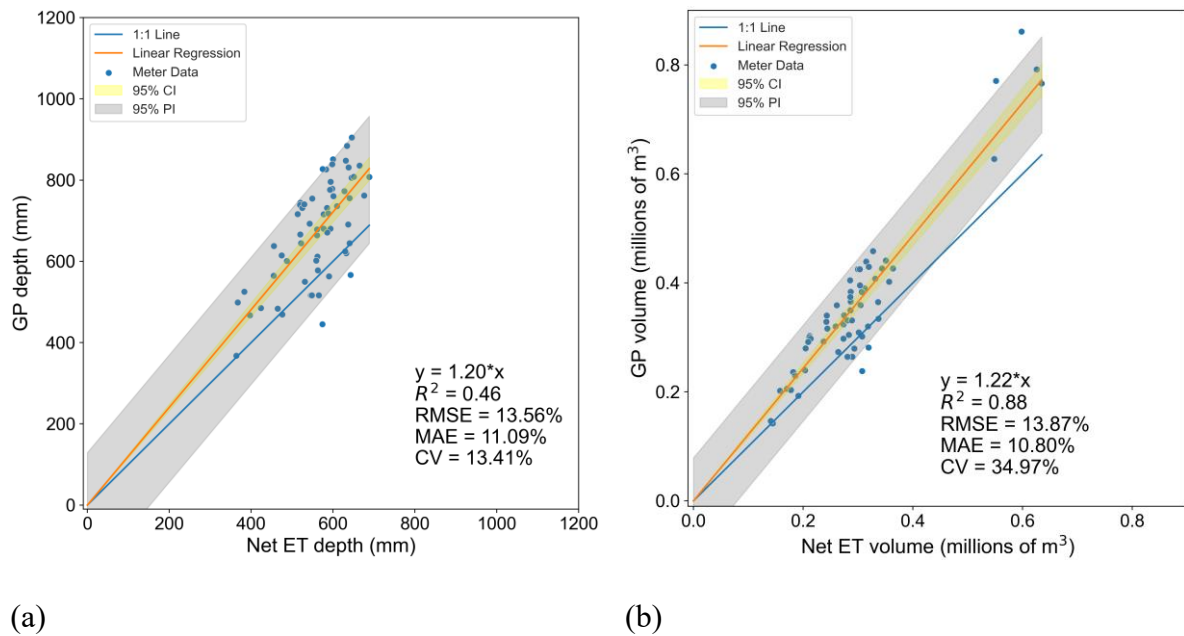 1200
1000
800
600
400
200
0
GP depth (mm)
1:1 Line
Linear Regression
Meter Data
95% CI
95% PI
y = 1.20*x
R² = 0.46
RMSE = 13.56%
MAE = 11.09%
CV = 13.41%
0 200 400 600 800 1000 1200
Net ET depth (mm)
(a)
0.8
0.6
0.4
0.2
0.0
GP volume (millions of m³)
1:1 Line
Linear Regression
Meter Data
95% CI
95% PI
y = 1.22*x
R² = 0.88
RMSE = 13.87%
MAE = 10.80%
CV = 34.97%
0.0 0.2 0.4 0.6 0.8
Net ET volume (millions of m³)
(b)